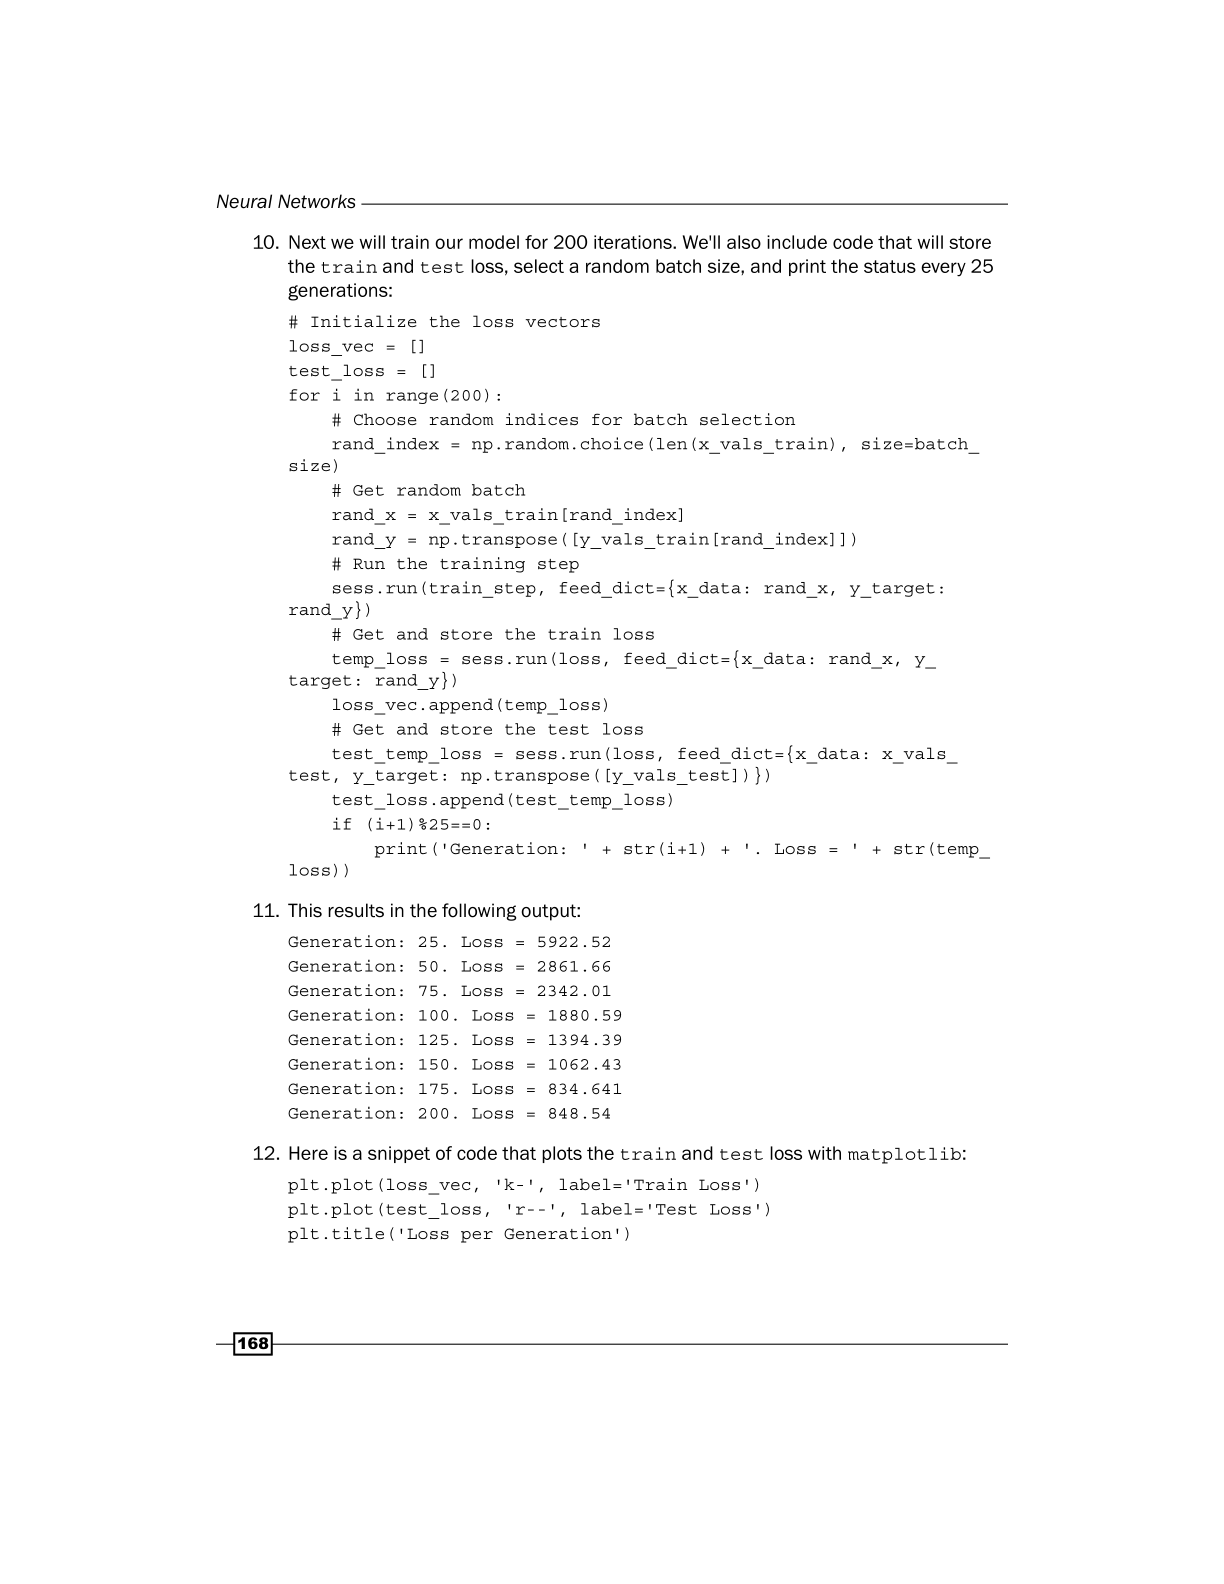 Neural Networks
10. Next we will train our model for 200 iterations. We'll also include code that will store
the train and test loss, select a random batch size, and print the status every 25
generations:
# Initialize the loss vectors
loss_vec = []
test_loss = []
for i in range(200):
    # Choose random indices for batch selection
    rand_index = np.random.choice(len(x_vals_train), size=batch_
size)
    # Get random batch
    rand_x = x_vals_train[rand_index]
    rand_y = np.transpose([y_vals_train[rand_index]])
    # Run the training step
    sess.run(train_step, feed_dict={x_data: rand_x, y_target:
rand_y})
    # Get and store the train loss
    temp_loss = sess.run(loss, feed_dict={x_data: rand_x, y_
target: rand_y})
    loss_vec.append(temp_loss)
    # Get and store the test loss
    test_temp_loss = sess.run(loss, feed_dict={x_data: x_vals_
test, y_target: np.transpose([y_vals_test])})
    test_loss.append(test_temp_loss)
    if (i+1)%25==0:
        print('Generation: ' + str(i+1) + '. Loss = ' + str(temp_
loss))
11. This results in the following output:
Generation: 25. Loss = 5922.52
Generation: 50. Loss = 2861.66
Generation: 75. Loss = 2342.01
Generation: 100. Loss = 1880.59
Generation: 125. Loss = 1394.39
Generation: 150. Loss = 1062.43
Generation: 175. Loss = 834.641
Generation: 200. Loss = 848.54
12. Here is a snippet of code that plots the train and test loss with matplotlib:
plt.plot(loss_vec, 'k-', label='Train Loss')
plt.plot(test_loss, 'r--', label='Test Loss')
plt.title('Loss per Generation')
168